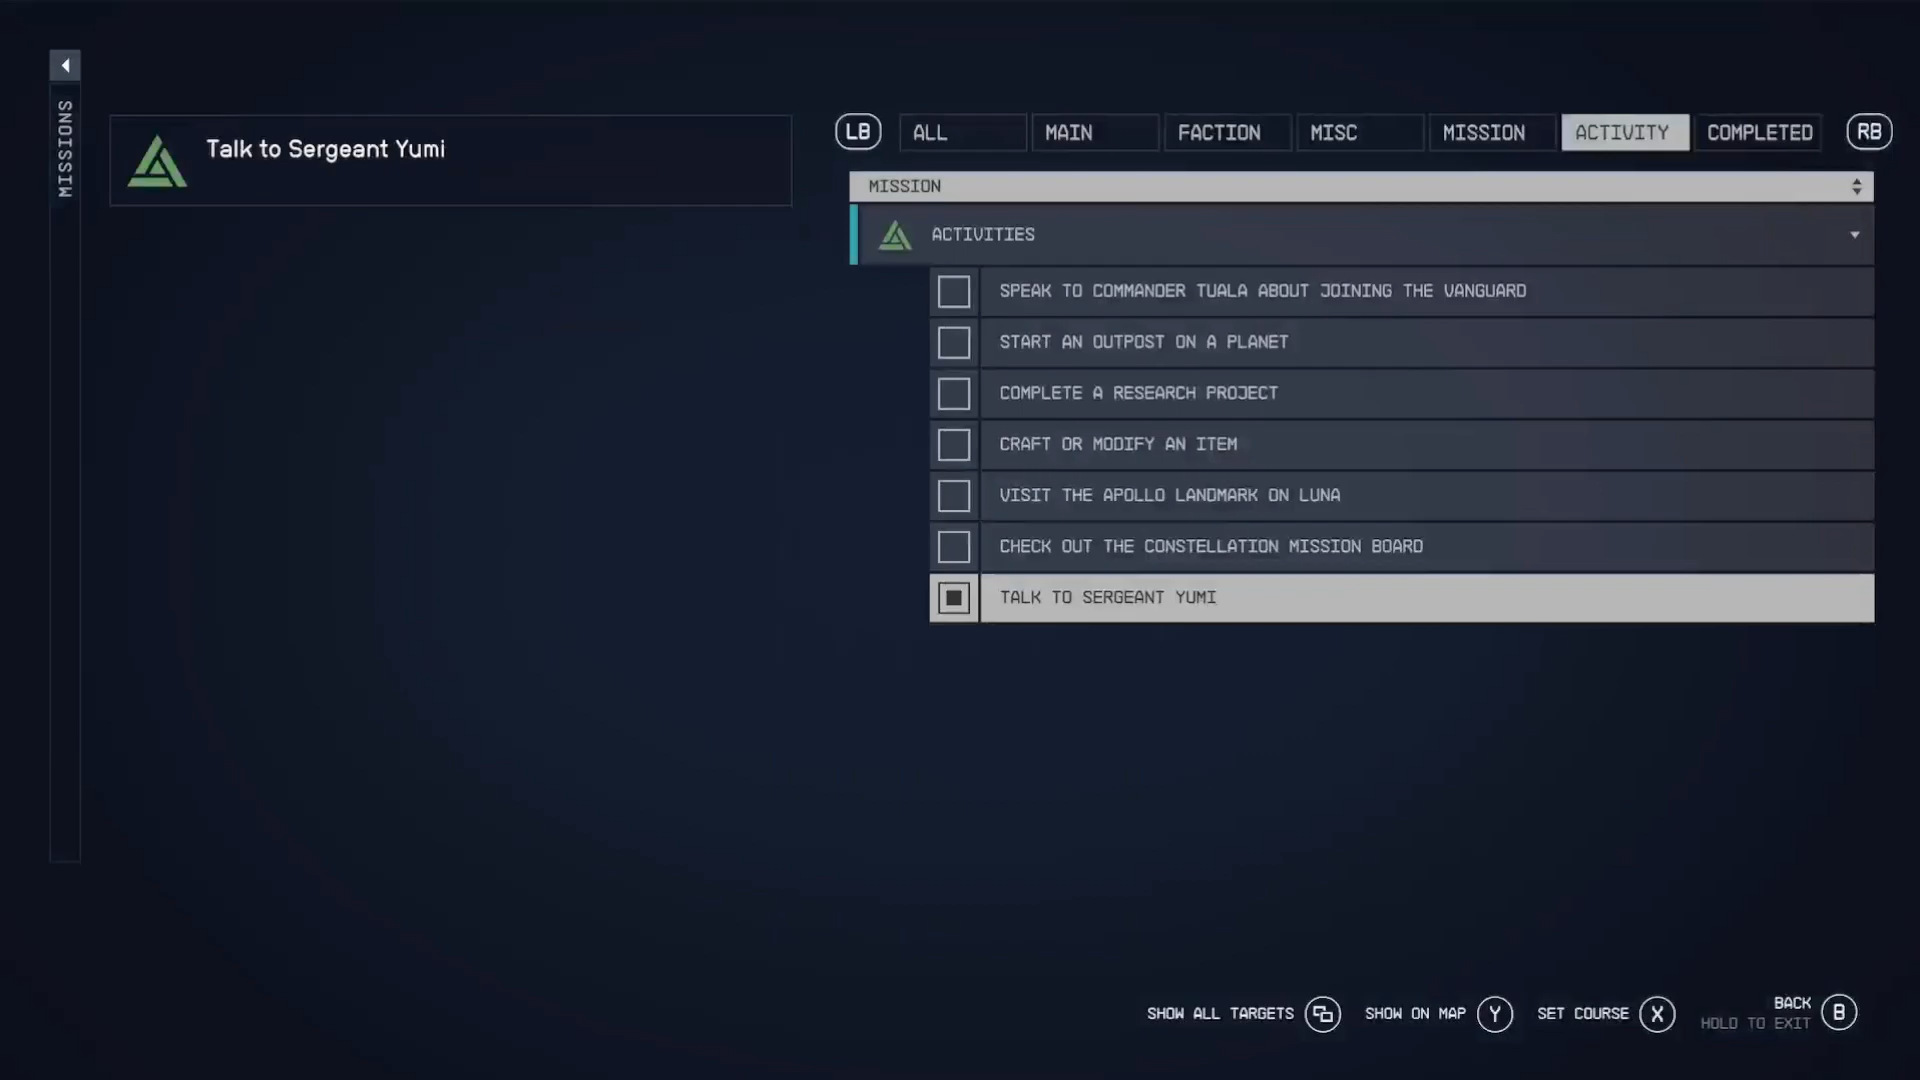 MISSIONS
Talk to Sergeant Yumi
LB
ALL
MAIN
FACTION
MISC
MISSION
ACTIVITY
COMPLETED
RB
MISSION
ACTIVITIES
SPEAK TO COMMANDER TUALA ABOUT JOINING THE VANGUARD
START AN OUTPOST ON A PLANET
COMPLETE A RESEARCH PROJECT
CRAFT OR MODIFY AN ITEM
VISIT THE APOLLO LANDMARK ON LUNA
CHECK OUT THE CONSTELLATION MISSION BOARD
TALK TO SERGEANT YUMI
SHOW ALL TARGETS
SHOW ON MAP Y
SET COURSE X
BACK B
HOLD TO EXIT